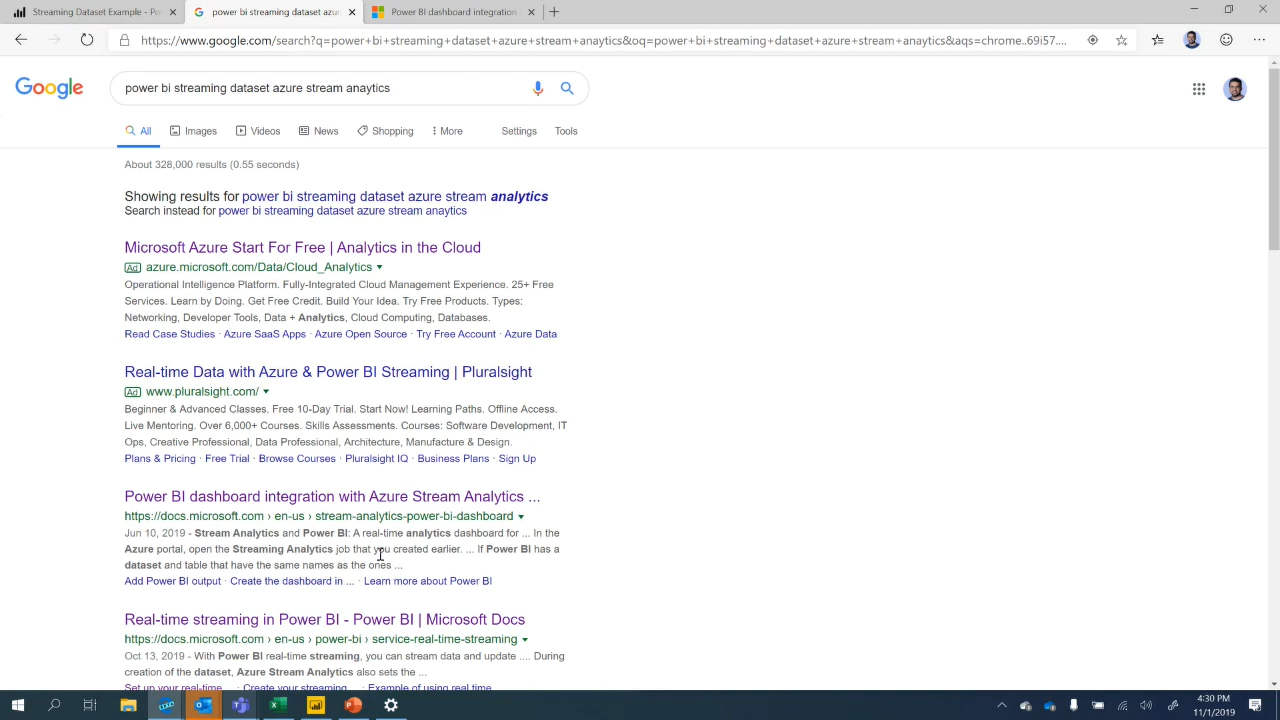 Streaming Dataset Example - P
power bi streaming dataset azur
Power BI dashboard integration
https://www.google.com/search?q=power+bi+streaming+dataset+azure+stream+anaytics&oq=power+bi+streaming+dataset+azure+stream+anaytics&aqs=chrome..69i57....
Google
power bi streaming dataset azure stream anaytics
All Images Videos News Shopping More Settings Tools
About 328,000 results (0.55 seconds)
Showing results for power bi streaming dataset azure stream analytics
Search instead for power bi streaming dataset azure stream anaytics
Microsoft Azure Start For Free | Analytics in the Cloud
Ad azure.microsoft.com/Data/Cloud_Analytics
Operational Intelligence Platform. Fully-Integrated Cloud Management Experience. 25+ Free
Services. Learn by Doing. Get Free Credit. Build Your Idea. Try Free Products. Types:
Networking, Developer Tools, Data + Analytics, Cloud Computing, Databases.
Read Case Studies · Azure SaaS Apps · Azure Open Source · Try Free Account · Azure Data
Real-time Data with Azure & Power BI Streaming | Pluralsight
Ad www.pluralsight.com/
Beginner & Advanced Classes. Free 10-Day Trial. Start Now! Learning Paths. Offline Access.
Live Mentoring. Over 6,000+ Courses. Skills Assessments. Courses: Software Development, IT
Ops, Creative Professional, Data Professional, Architecture, Manufacture & Design.
Plans & Pricing · Free Trial · Browse Courses · Pluralsight IQ · Business Plans · Sign Up
Power BI dashboard integration with Azure Stream Analytics ...
https://docs.microsoft.com › en-us › stream-analytics-power-bi-dashboard
Jun 10, 2019 - Stream Analytics and Power BI: A real-time analytics dashboard for ... In the
Azure portal, open the Streaming Analytics job that you created earlier. ... If Power BI has a
dataset and table that have the same names as the ones ...
Add Power BI output · Create the dashboard in ... · Learn more about Power BI
Real-time streaming in Power BI - Power BI | Microsoft Docs
https://docs.microsoft.com › en-us › power-bi › service-real-time-streaming
Oct 13, 2019 - With Power BI real-time streaming, you can stream data and update .... During
creation of the dataset, Azure Stream Analytics also sets the ...
Set up your real-time ... · Create your streaming ... · Example of using real time
4:30 PM
11/1/2019